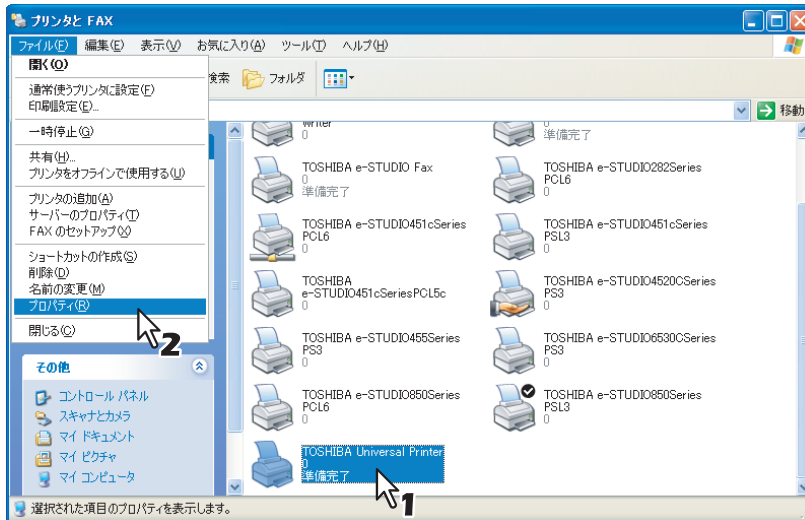 プリンタと FAX
ファイル(F) 編集(E) 表示(V) お気に入り(A) ツール(T) ヘルプ(H)
開く(O)
通常使うプリンタに設定(F)
印刷設定(E)...
一時停止(G)
共有(H)...
プリンタをオフラインで使用する(U)
プリンタの追加(A)
サーバーのプロパティ(T)
FAX のセットアップ(X)
ショートカットの作成(S)
削除(D)
名前の変更(M)
プロパティ(R)
閉じる(C)
2
検索 フォルダ
移動
その他
コントロール パネル
スキャナとカメラ
マイ ドキュメント
マイ ピクチャ
マイ コンピュータ
Writer
0
0
準備完了
TOSHIBA e-STUDIO Fax
0
準備完了
TOSHIBA e-STUDIO282Series
PCL6
0
TOSHIBA e-STUDIO451cSeries
PCL6
0
TOSHIBA e-STUDIO451cSeries
PSL3
0
TOSHIBA
e-STUDIO451cSeriesPCL5c
0
TOSHIBA e-STUDIO4520CSeries
PS3
0
TOSHIBA e-STUDIO455Series
PS3
0
TOSHIBA e-STUDIO6530CSeries
PS3
0
TOSHIBA e-STUDIO850Series
PCL6
0
TOSHIBA e-STUDIO850Series
PSL3
0
TOSHIBA Universal Printer
0
準備完了
1
選択された項目のプロパティを表示します。